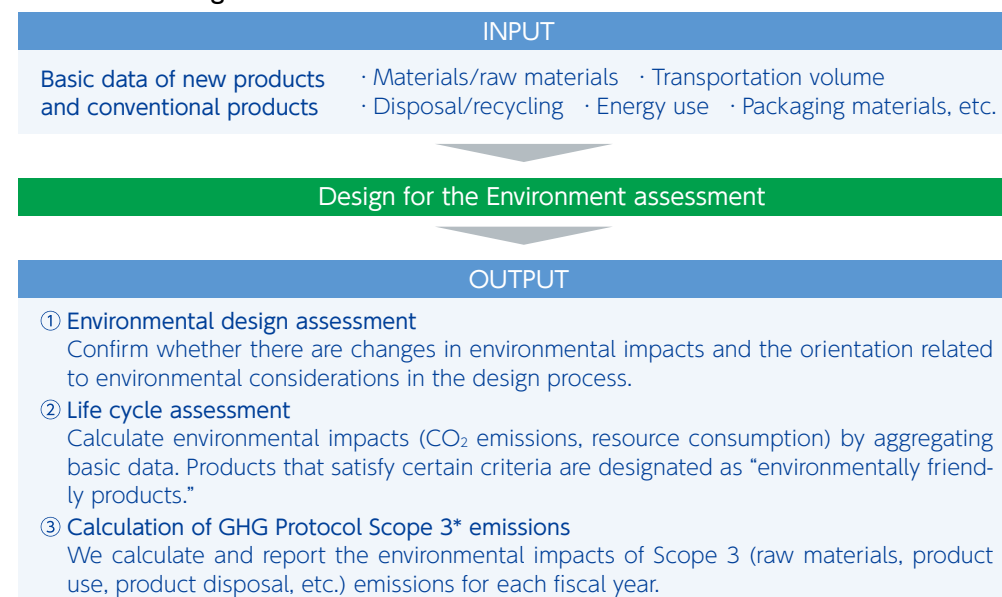 INPUT
Basic data of new products
and conventional products
· Materials/raw materials · Transportation volume
· Disposal/recycling · Energy use · Packaging materials, etc.
Design for the Environment assessment
OUTPUT
① Environmental design assessment
Confirm whether there are changes in environmental impacts and the orientation related
to environmental considerations in the design process.
② Life cycle assessment
Calculate environmental impacts (CO₂ emissions, resource consumption) by aggregating
basic data. Products that satisfy certain criteria are designated as “environmentally friend-
ly products.”
③ Calculation of GHG Protocol Scope 3* emissions
We calculate and report the environmental impacts of Scope 3 (raw materials, product
use, product disposal, etc.) emissions for each fiscal year.